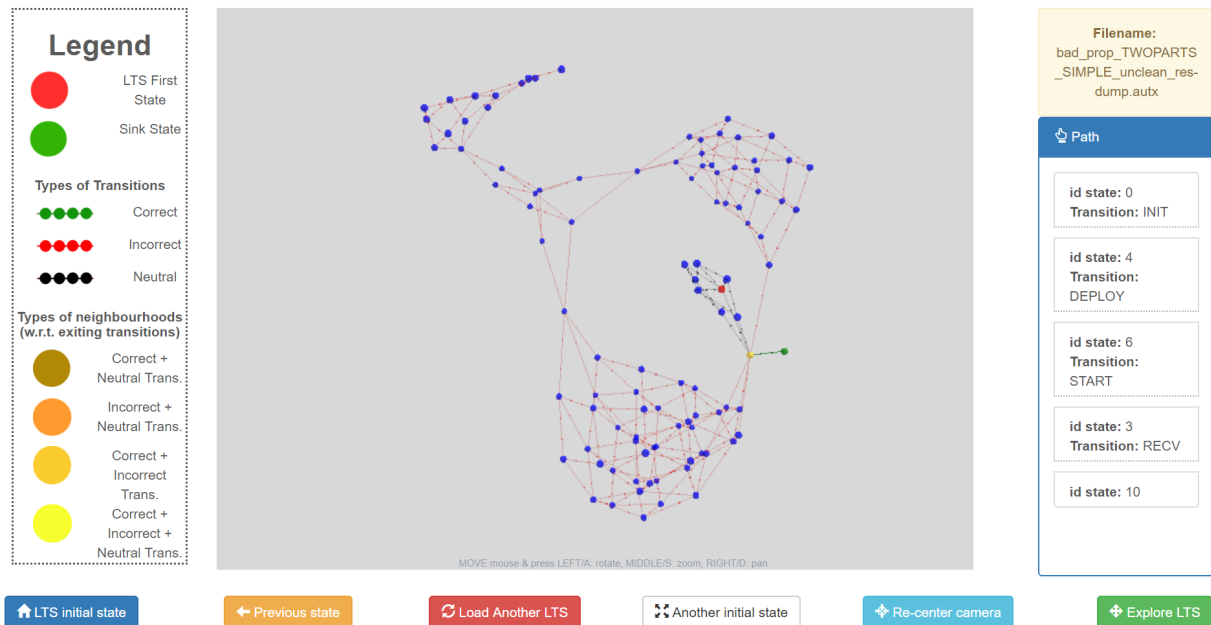 Legend
LTS First
State
Sink State
Types of Transitions
Correct
Incorrect
Neutral
Types of neighbourhoods
(w.r.t. exiting transitions)
Correct +
Neutral Trans.
Incorrect +
Neutral Trans.
Correct +
Incorrect
Trans.
Correct +
Incorrect +
Neutral Trans.
MOVE mouse & press LEFT/A: rotate, MIDDLE/S: zoom, RIGHT/D: pan
Filename:
bad_prop_TWOPARTS
_SIMPLE_unclean_res-
dump.autx
Path
id state: 0
Transition: INIT
id state: 4
Transition:
DEPLOY
id state: 6
Transition:
START
id state: 3
Transition: RECV
id state: 10
LTS initial state
Previous state
Load Another LTS
Another initial state
Re-center camera
Explore LTS